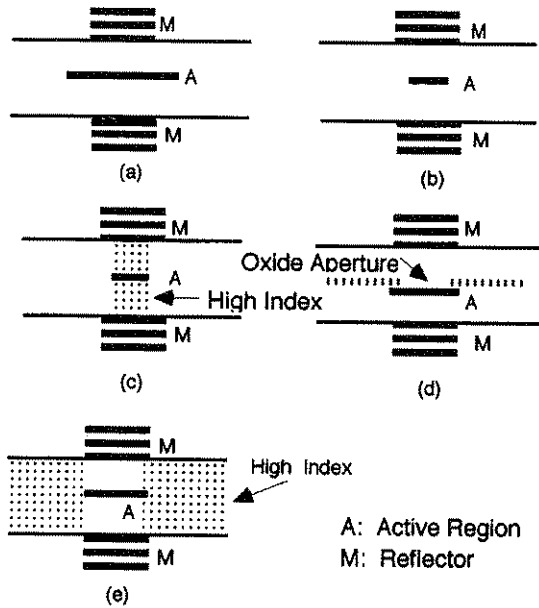 M
M
A
A
M
M
(a)
(b)
M
M
A
Oxide Aperture
High Index
A
M
M
(c)
(d)
M
High Index
A
A: Active Region
M
M: Reflector
(e)